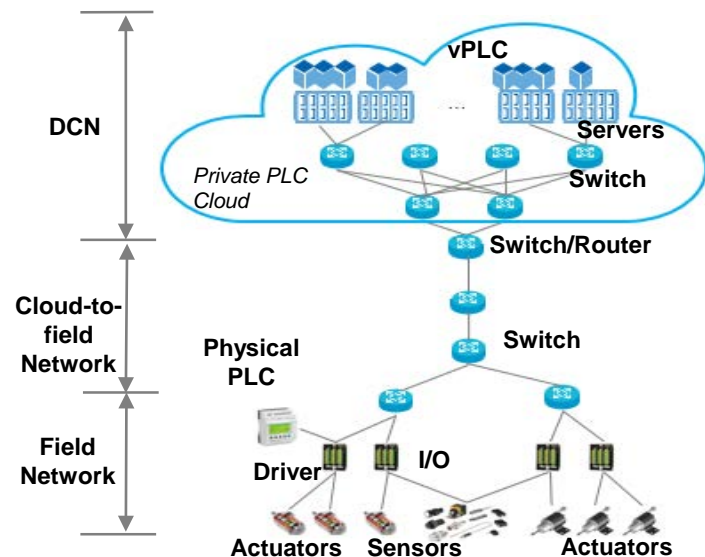 vPLC
DCN
...
Servers
Private PLC
Cloud
Switch
Switch/Router
Cloud-to-
field
Network
Switch
Physical
PLC
Field
Network
Driver
I/O
Actuators
Sensors
Actuators